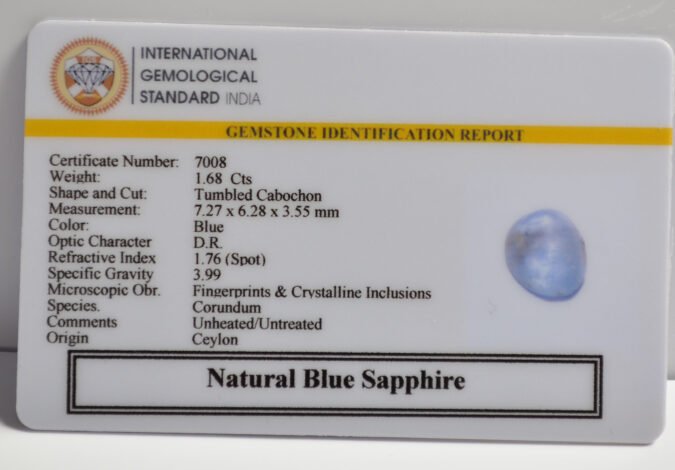 INTERNATIONAL
GEMOLOGICAL
STANDARD INDIA
GEMSTONE IDENTIFICATION REPORT
Certificate Number: 7008
Weight: 1.68 Cts
Shape and Cut: Tumbled Cabochon
Measurement: 7.27 x 6.28 x 3.55 mm
Color: Blue
Optic Character D.R.
Refractive Index 1.76 (Spot)
Specific Gravity 3.99
Microscopic Obr. Fingerprints & Crystalline Inclusions
Species. Corundum
Comments Unheated/Untreated
Origin Ceylon
Natural Blue Sapphire